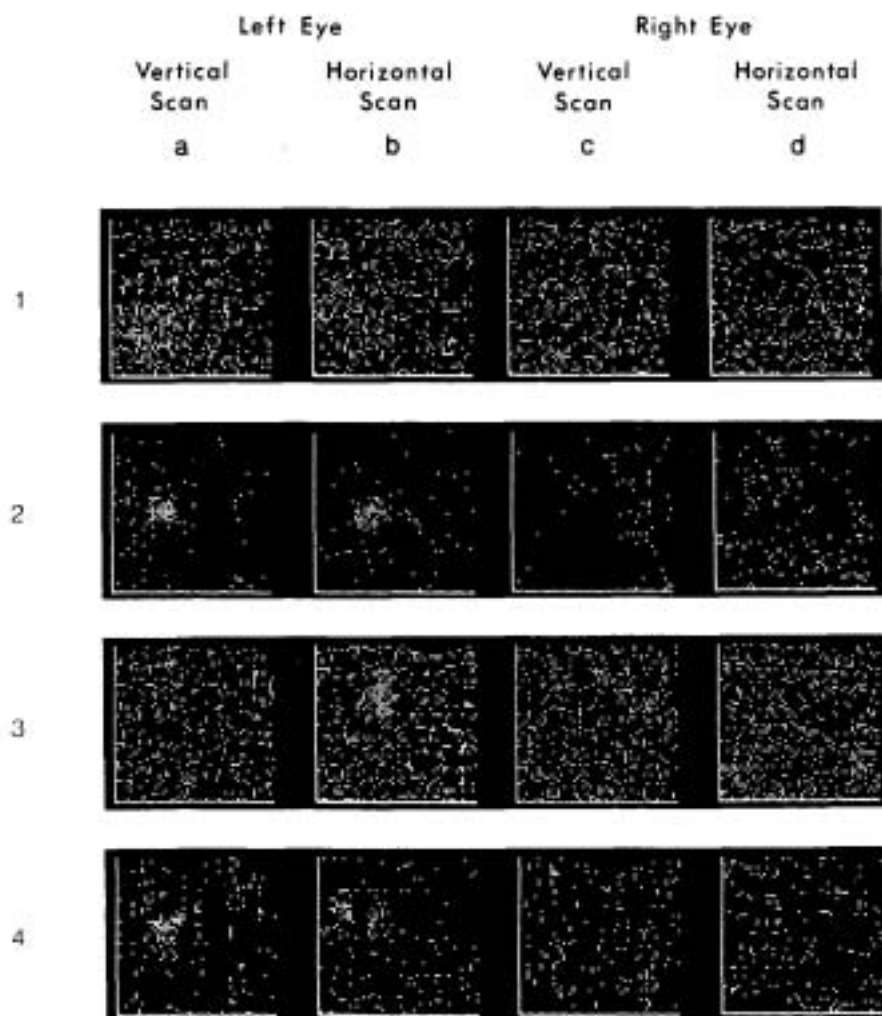 Left Eye Right Eye
Vertical Horizontal Vertical Horizontal
Scan Scan Scan Scan
a b c d
1
2
3
4